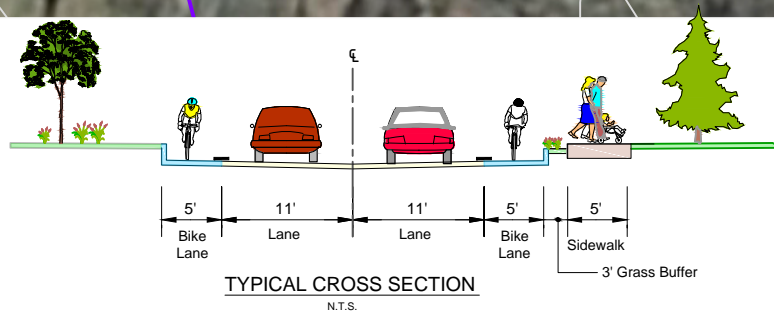 ℄
5' 11' 11' 5' 5'
Bike Lane Lane Bike Sidewalk
Lane Lane
3' Grass Buffer
TYPICAL CROSS SECTION
N.T.S.